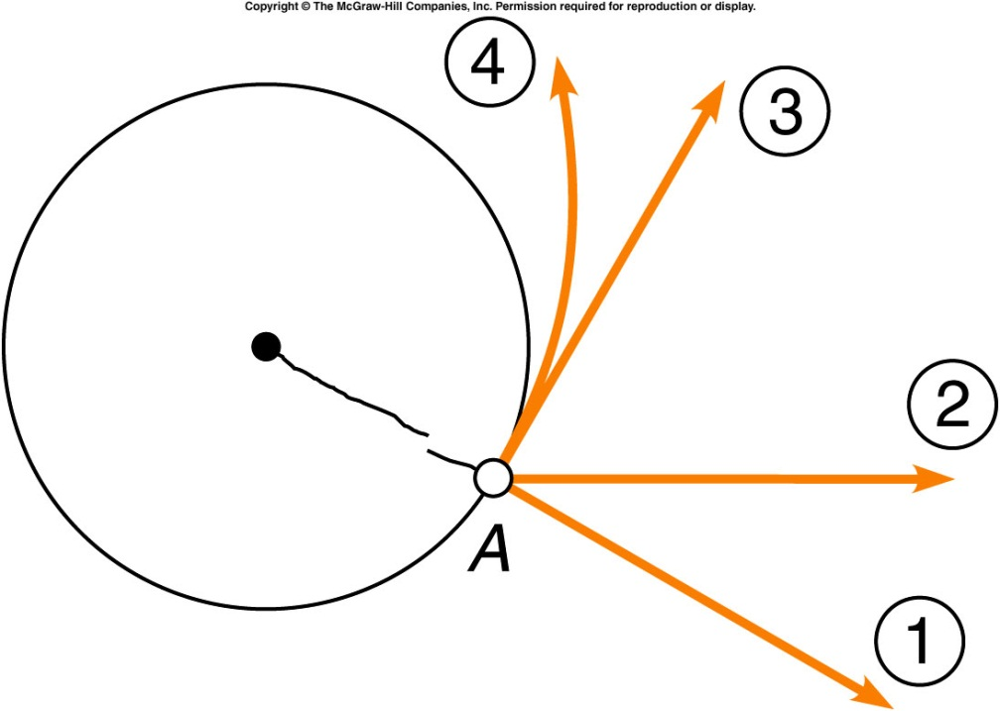 Copyright © The McGraw-Hill Companies, Inc. Permission required for reproduction or display.
4
3
2
A
1